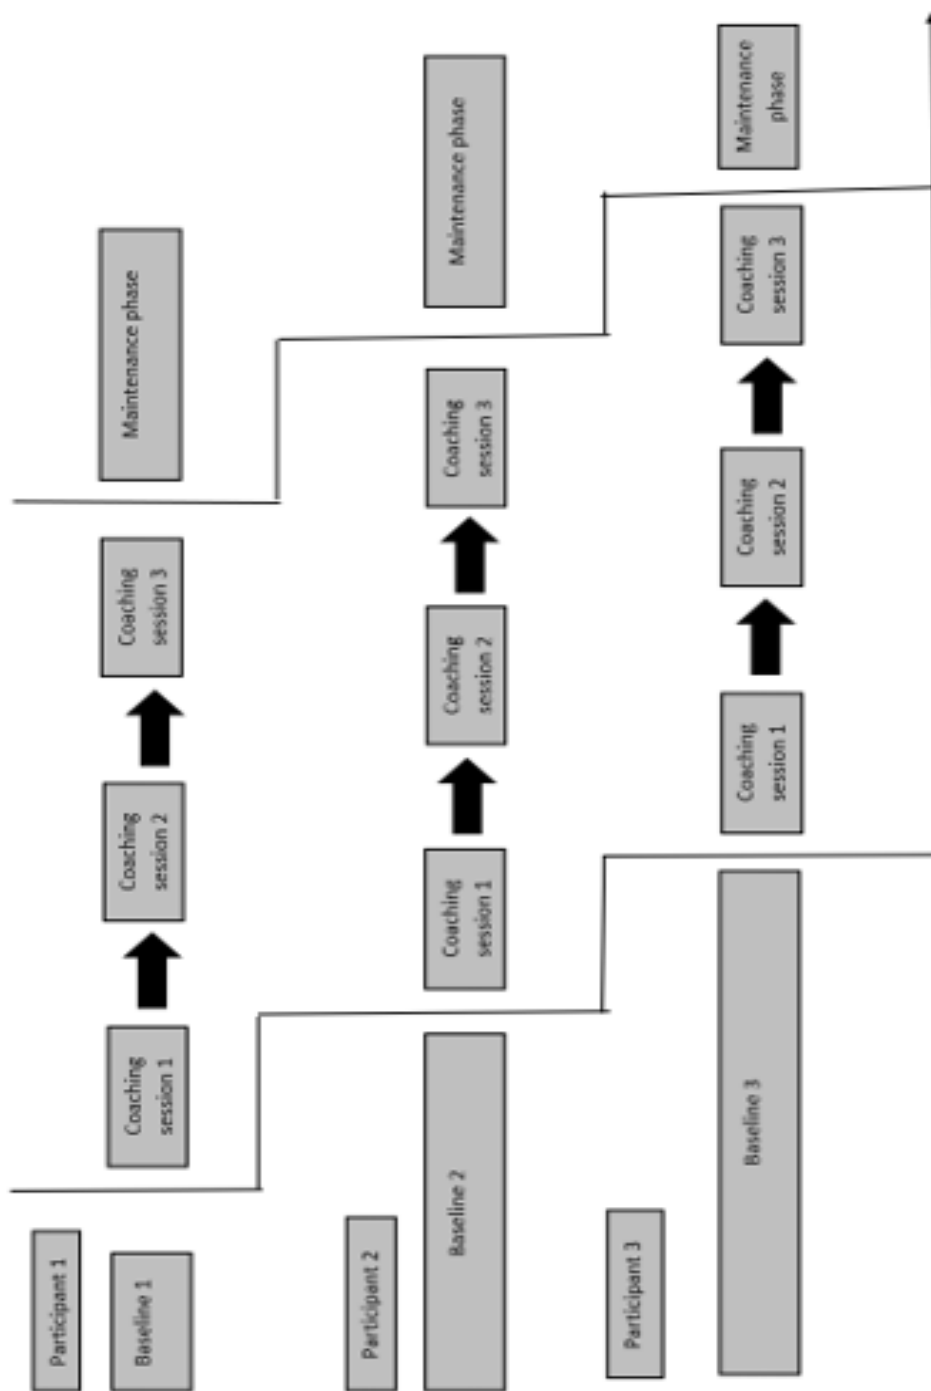 Participant 1
Baseline 1
Coaching
session 1
Coaching
session 2
Coaching
session 3
Maintenance phase
Participant 2
Baseline 2
Coaching
session 1
Coaching
session 2
Coaching
session 3
Maintenance phase
Participant 3
Baseline 3
Coaching
session 1
Coaching
session 2
Coaching
session 3
Maintenance
phase